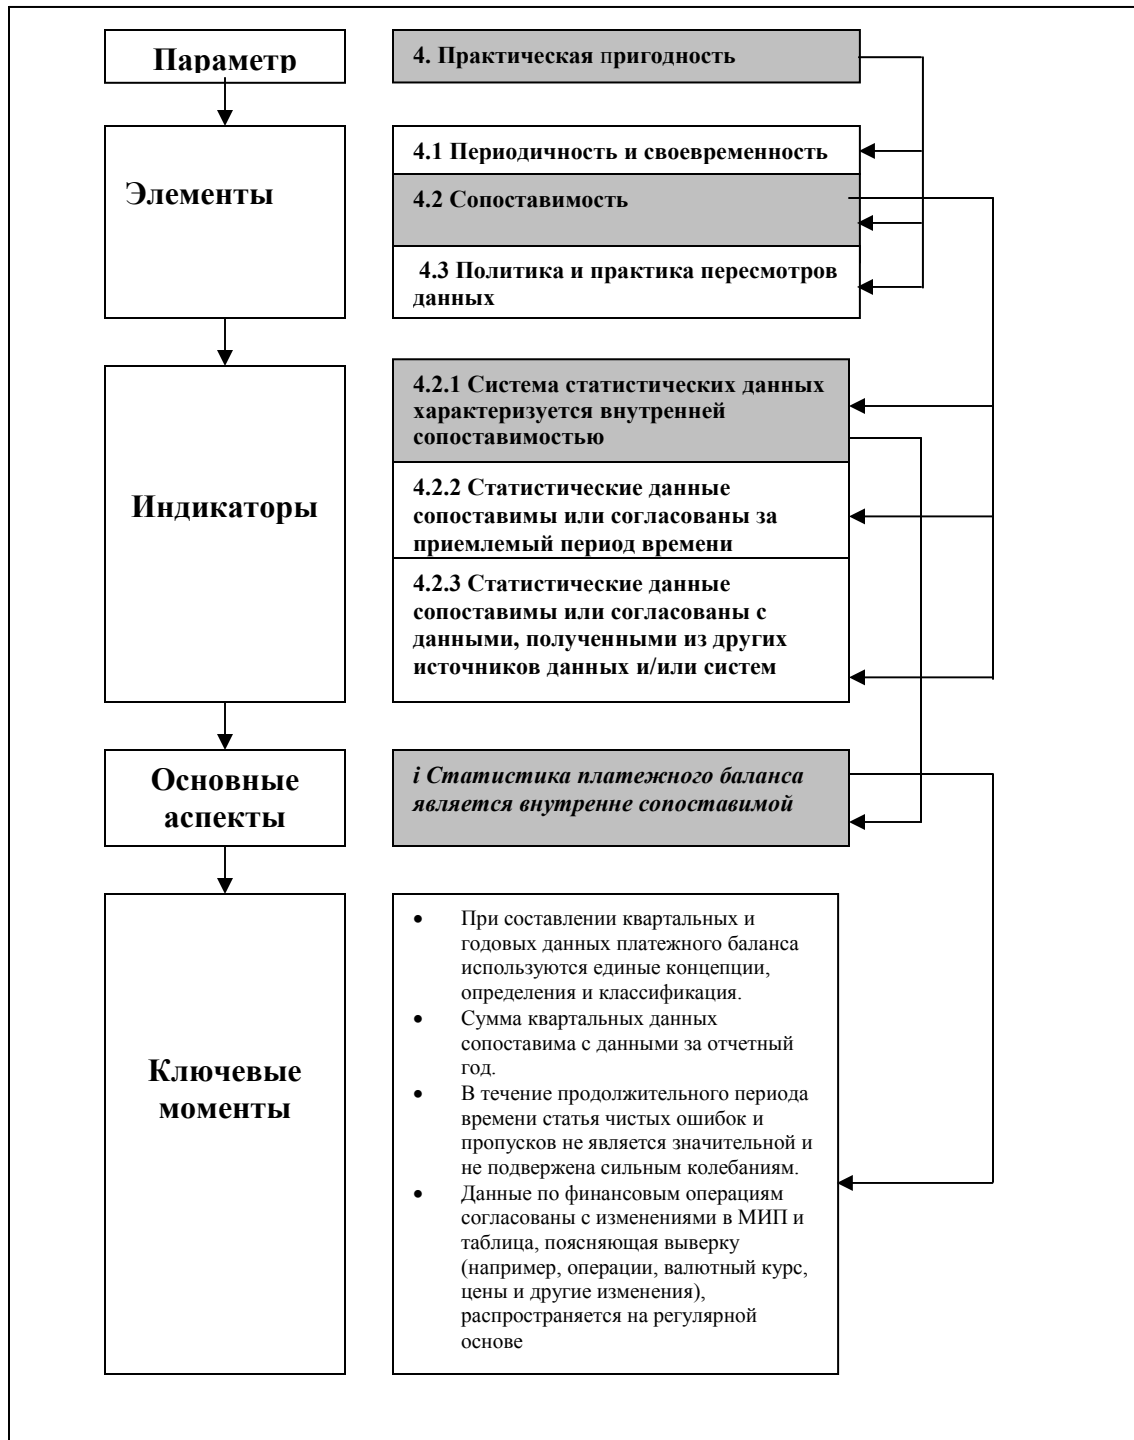 Параметр
4. Практическая пригодность
Элементы
4.1 Периодичность и своевременность
4.2 Сопоставимость
4.3 Политика и практика пересмотров
данных
Индикаторы
4.2.1 Система статистических данных
характеризуется внутренней
сопоставимостью
4.2.2 Статистические данные
сопоставимы или согласованы за
приемлемый период времени
4.2.3 Статистические данные
сопоставимы или согласованы с
данными, полученными из других
источников данных и/или систем
Основные
аспекты
i Статистика платежного баланса
является внутренне сопоставимой
Ключевые
моменты
• При составлении квартальных и
годовых данных платежного баланса
используются единые концепции,
определения и классификация.
• Сумма квартальных данных
сопоставима с данными за отчетный
год.
• В течение продолжительного периода
времени статья чистых ошибок и
пропусков не является значительной и
не подвержена сильным колебаниям.
• Данные по финансовым операциям
согласованы с изменениями в МИП и
таблица, поясняющая выверку
(например, операции, валютный курс,
цены и другие изменения),
распространяется на регулярной
основе